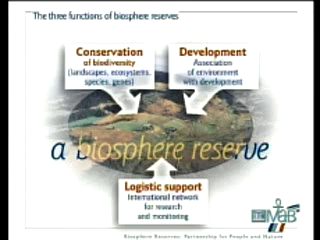 The three functions of biosphere reserves
Conservation
of biodiversity
(landscapes, ecosystems,
species, genes)
Development
Association
of environment
with development
a biosphere reserve
Logistic support
International network
for research
and monitoring
MaB
Biosphere Reserves: Partnership for People and Nature